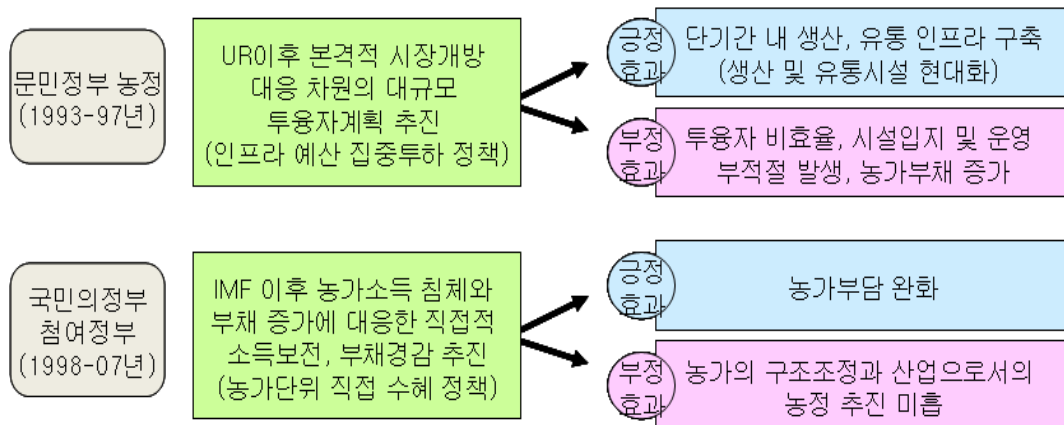 문민정부 농정
(1993-97년)
UR이후 본격적 시장개방
대응 차원의 대규모
투융자계획 추진
(인프라 예산 집중투하 정책)
긍정
효과
단기간 내 생산, 유통 인프라 구축
(생산 및 유통시설 현대화)
부정
효과
투융자 비효율, 시설입지 및 운영
부적절 발생, 농가부채 증가
국민의정부
참여정부
(1998-07년)
IMF 이후 농가소득 침체와
부채 증가에 대응한 직접적
소득보전, 부채경감 추진
(농가단위 직접 수혜 정책)
긍정
효과
농가부담 완화
부정
효과
농가의 구조조정과 산업으로서의
농정 추진 미흡